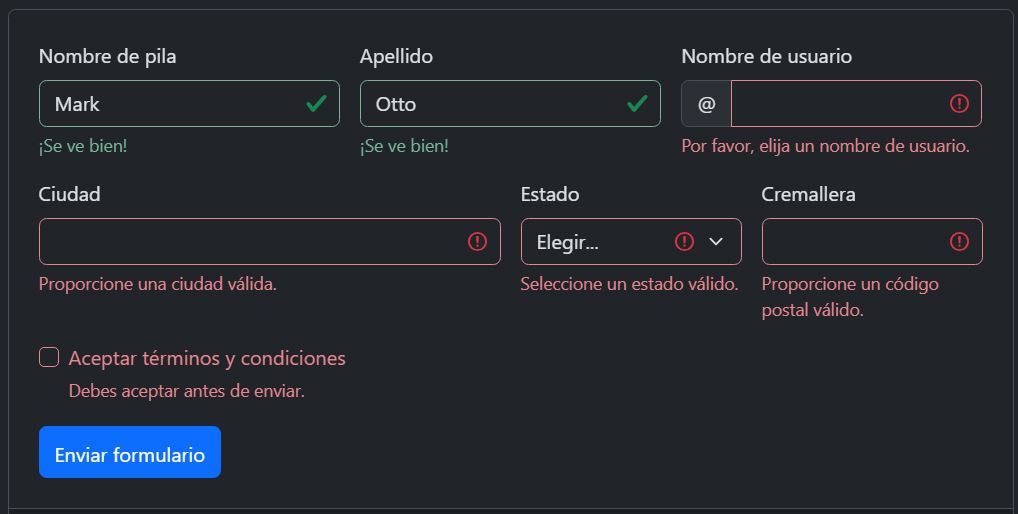 Nombre de pila
Apellido
Nombre de usuario
Mark
Otto
@
¡Se ve bien!
¡Se ve bien!
Por favor, elija un nombre de usuario.
Ciudad
Estado
Cremallera
Elegir...
Proporcione una ciudad válida.
Seleccione un estado válido.
Proporcione un código
postal válido.
Aceptar términos y condiciones
Debes aceptar antes de enviar.
Enviar formulario